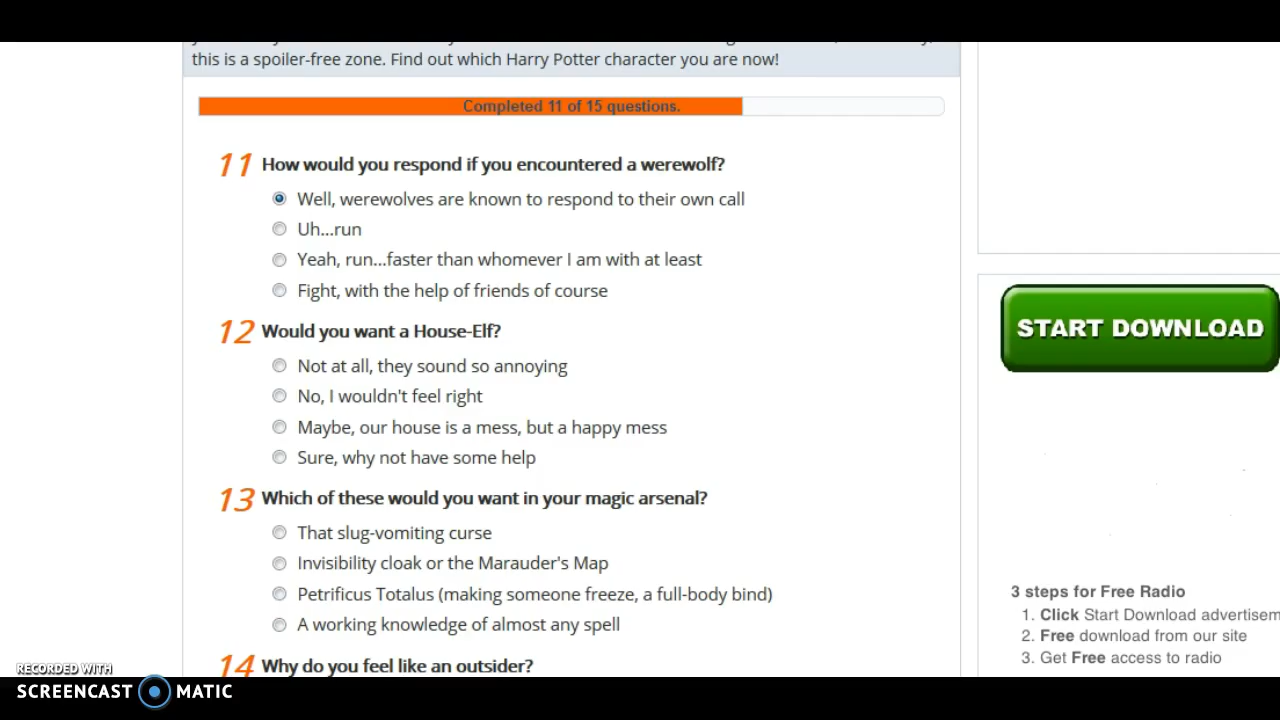 this is a spoiler-free zone. Find out which Harry Potter character you are now!
Completed 11 of 15 questions.
11 How would you respond if you encountered a werewolf?
Well, werewolves are known to respond to their own call
Uh...run
Yeah, run...faster than whomever I am with at least
Fight, with the help of friends of course
12 Would you want a House-Elf?
Not at all, they sound so annoying
No, I wouldn't feel right
Maybe, our house is a mess, but a happy mess
Sure, why not have some help
13 Which of these would you want in your magic arsenal?
That slug-vomiting curse
Invisibility cloak or the Marauder's Map
Petrificus Totalus (making someone freeze, a full-body bind)
A working knowledge of almost any spell
14 Why do you feel like an outsider?
START DOWNLOAD
3 steps for Free Radio
1. Click Start Download advertisem
2. Free download from our site
3. Get Free access to radio
RECORDED WITH
SCREENCAST MATIC